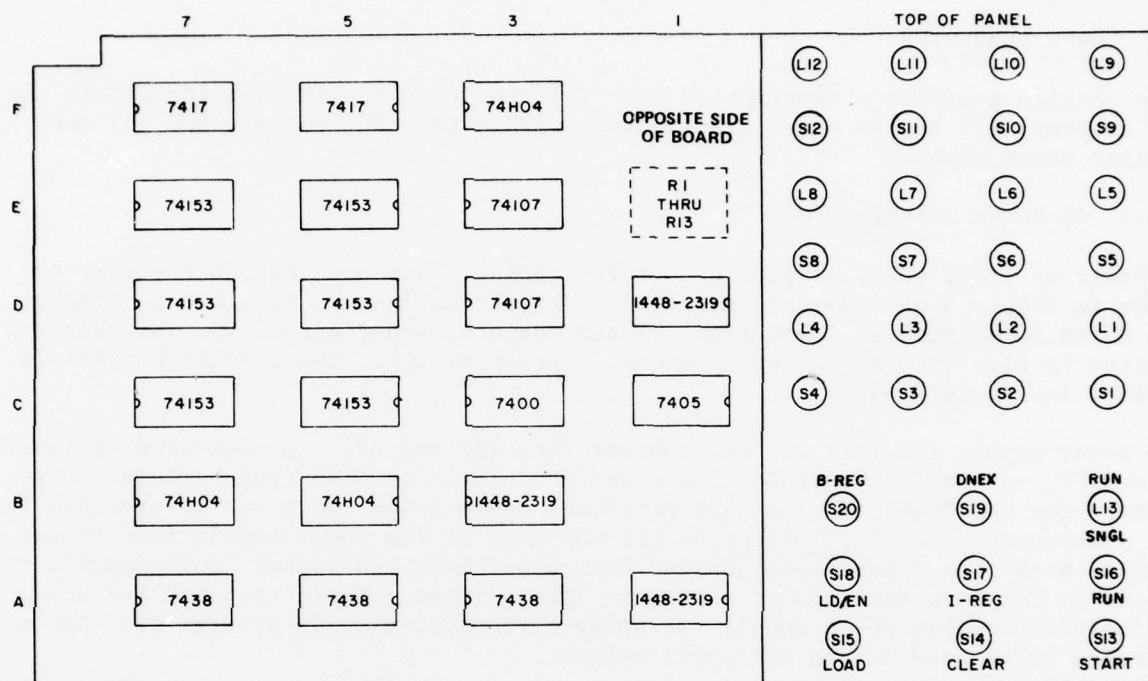 7 5 3 1 TOP OF PANEL
L12 L11 L10 L9
F 7417 7417 74H04
OPPOSITE SIDE
OF BOARD
S12 S11 S10 S9
E 74153 74153 74107
R1
THRU
R13
L8 L7 L6 L5
S8 S7 S6 S5
D 74153 74153 74107 1448-2319
L4 L3 L2 L1
C 74153 74153 7400 7405
S4 S3 S2 S1
B-REG DNEX RUN
B 74H04 74H04 1448-2319
S20 S19 L13
SNGL
S18 S17 S16
LD/EN I-REG RUN
A 7438 7438 7438 1448-2319
S15 S14 S13
LOAD CLEAR START